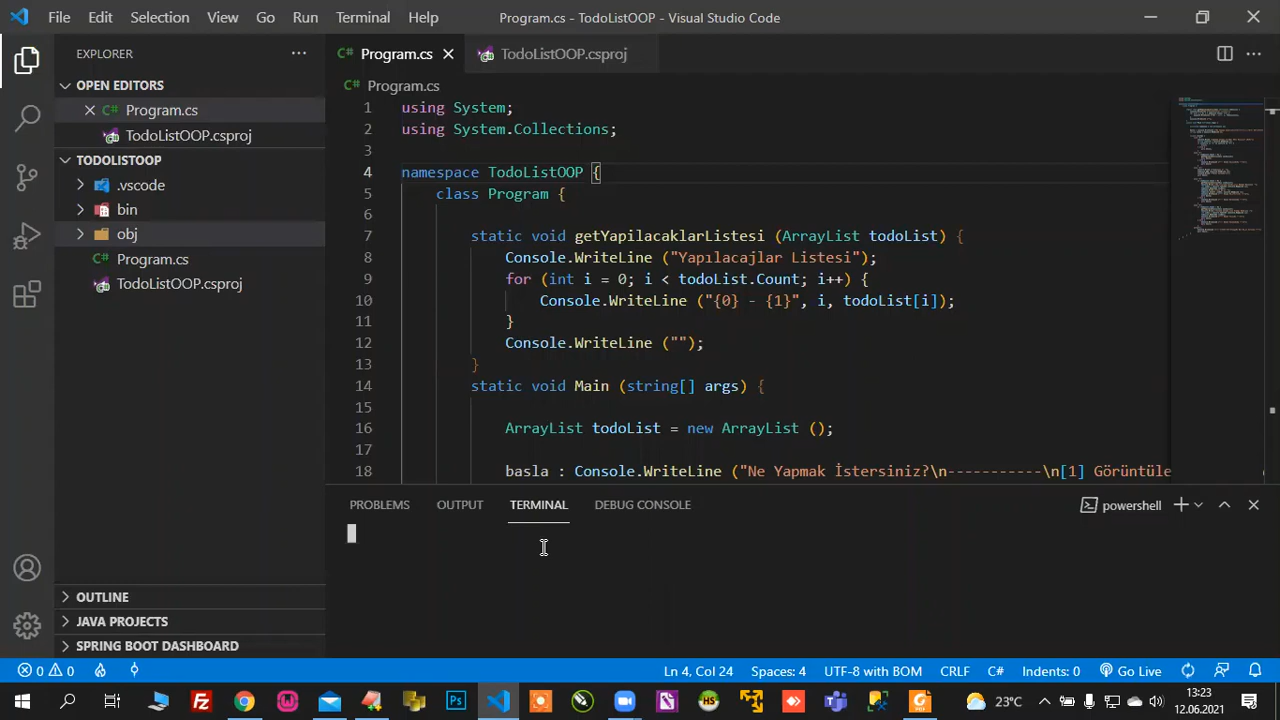 File Edit Selection View Go Run Terminal Help Program.cs - TodoListOOP - Visual Studio Code
EXPLORER
OPEN EDITORS
Program.cs
TodoListOOP.csproj
TODOLISTOOP
.vscode
bin
obj
Program.cs
TodoListOOP.csproj
OUTLINE
JAVA PROJECTS
SPRING BOOT DASHBOARD
C# Program.cs TodoListOOP.csproj
C# Program.cs
1 using System;
2 using System.Collections;
3
4 namespace TodoListOOP {
5 class Program {
6
7 static void getYapilacaklarListesi (ArrayList todoList) {
8 Console.WriteLine ("Yapılacajlar Listesi");
9 for (int i = 0; i < todoList.Count; i++) {
10 Console.WriteLine ("{0} - {1}", i, todoList[i]);
11 }
12 Console.WriteLine ("");
13 }
14 static void Main (string[] args) {
15
16 ArrayList todoList = new ArrayList ();
17
18 basla : Console.WriteLine ("Ne Yapmak İstersiniz?\n-----------\n[1] Görüntüle
PROBLEMS OUTPUT TERMINAL DEBUG CONSOLE powershell
0 0 Ln 4, Col 24 Spaces: 4 UTF-8 with BOM CRLF C# Indents: 0 Go Live
Ps 23°C 13:23
12.06.2021